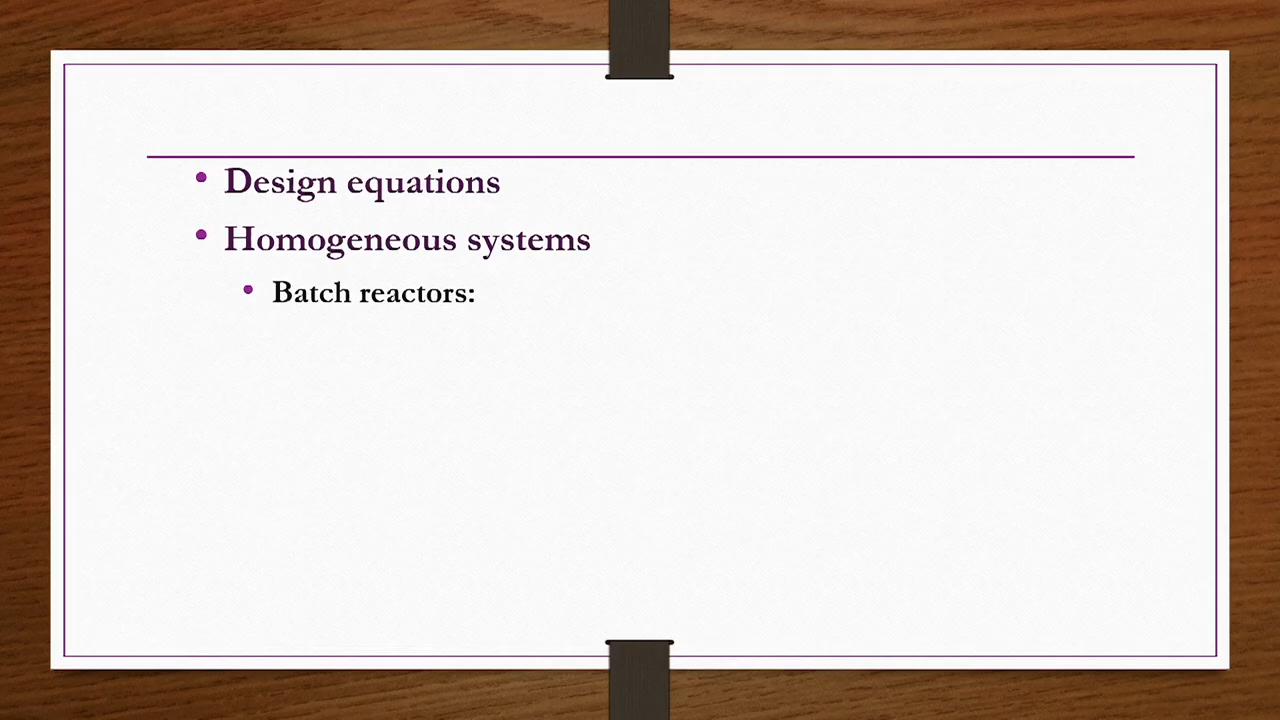 • Design equations
• Homogeneous systems
• Batch reactors: